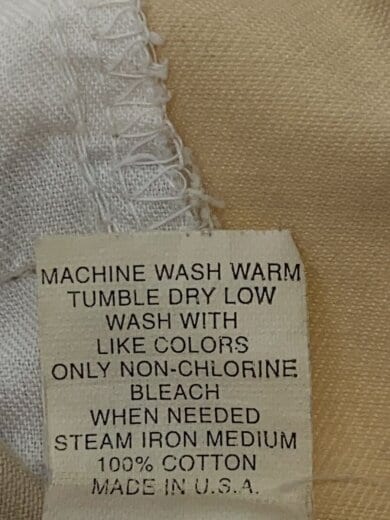 MACHINE WASH WARM
TUMBLE DRY LOW
WASH WITH
LIKE COLORS
ONLY NON-CHLORINE
BLEACH
WHEN NEEDED
STEAM IRON MEDIUM
100% COTTON
MADE IN U.S.A.